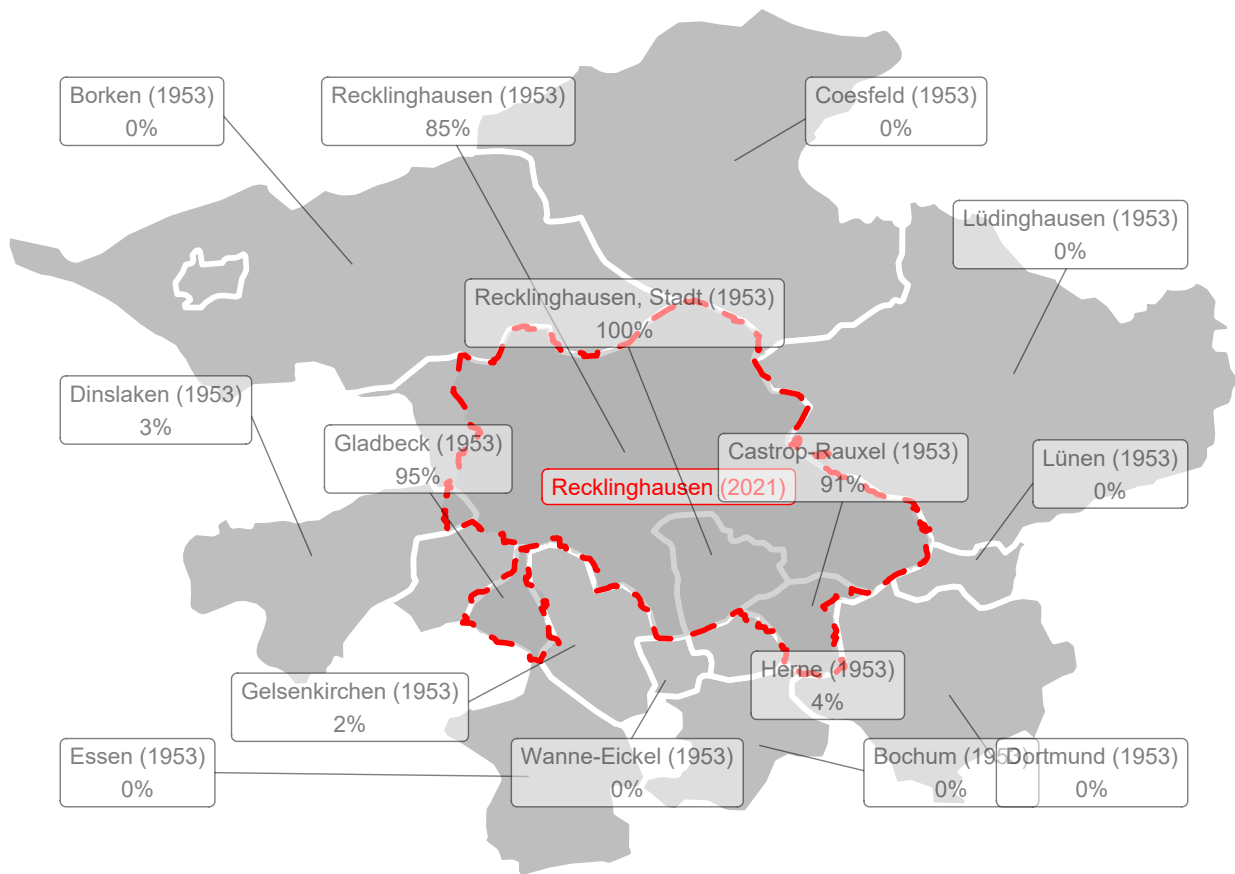 Borken (1953)
0%
Recklinghausen (1953)
85%
Coesfeld (1953)
0%
Lüdinghausen (1953)
0%
Recklinghausen, Stadt (1953)
100%
Dinslaken (1953)
3%
Gladbeck (1953)
95%
Castrop-Rauxel (1953)
91%
Lünen (1953)
0%
Recklinghausen (2021)
Gelsenkirchen (1953)
2%
Herne (1953)
4%
Essen (1953)
0%
Wanne-Eickel (1953)
0%
Bochum (1953)
0%
Dortmund (1953)
0%